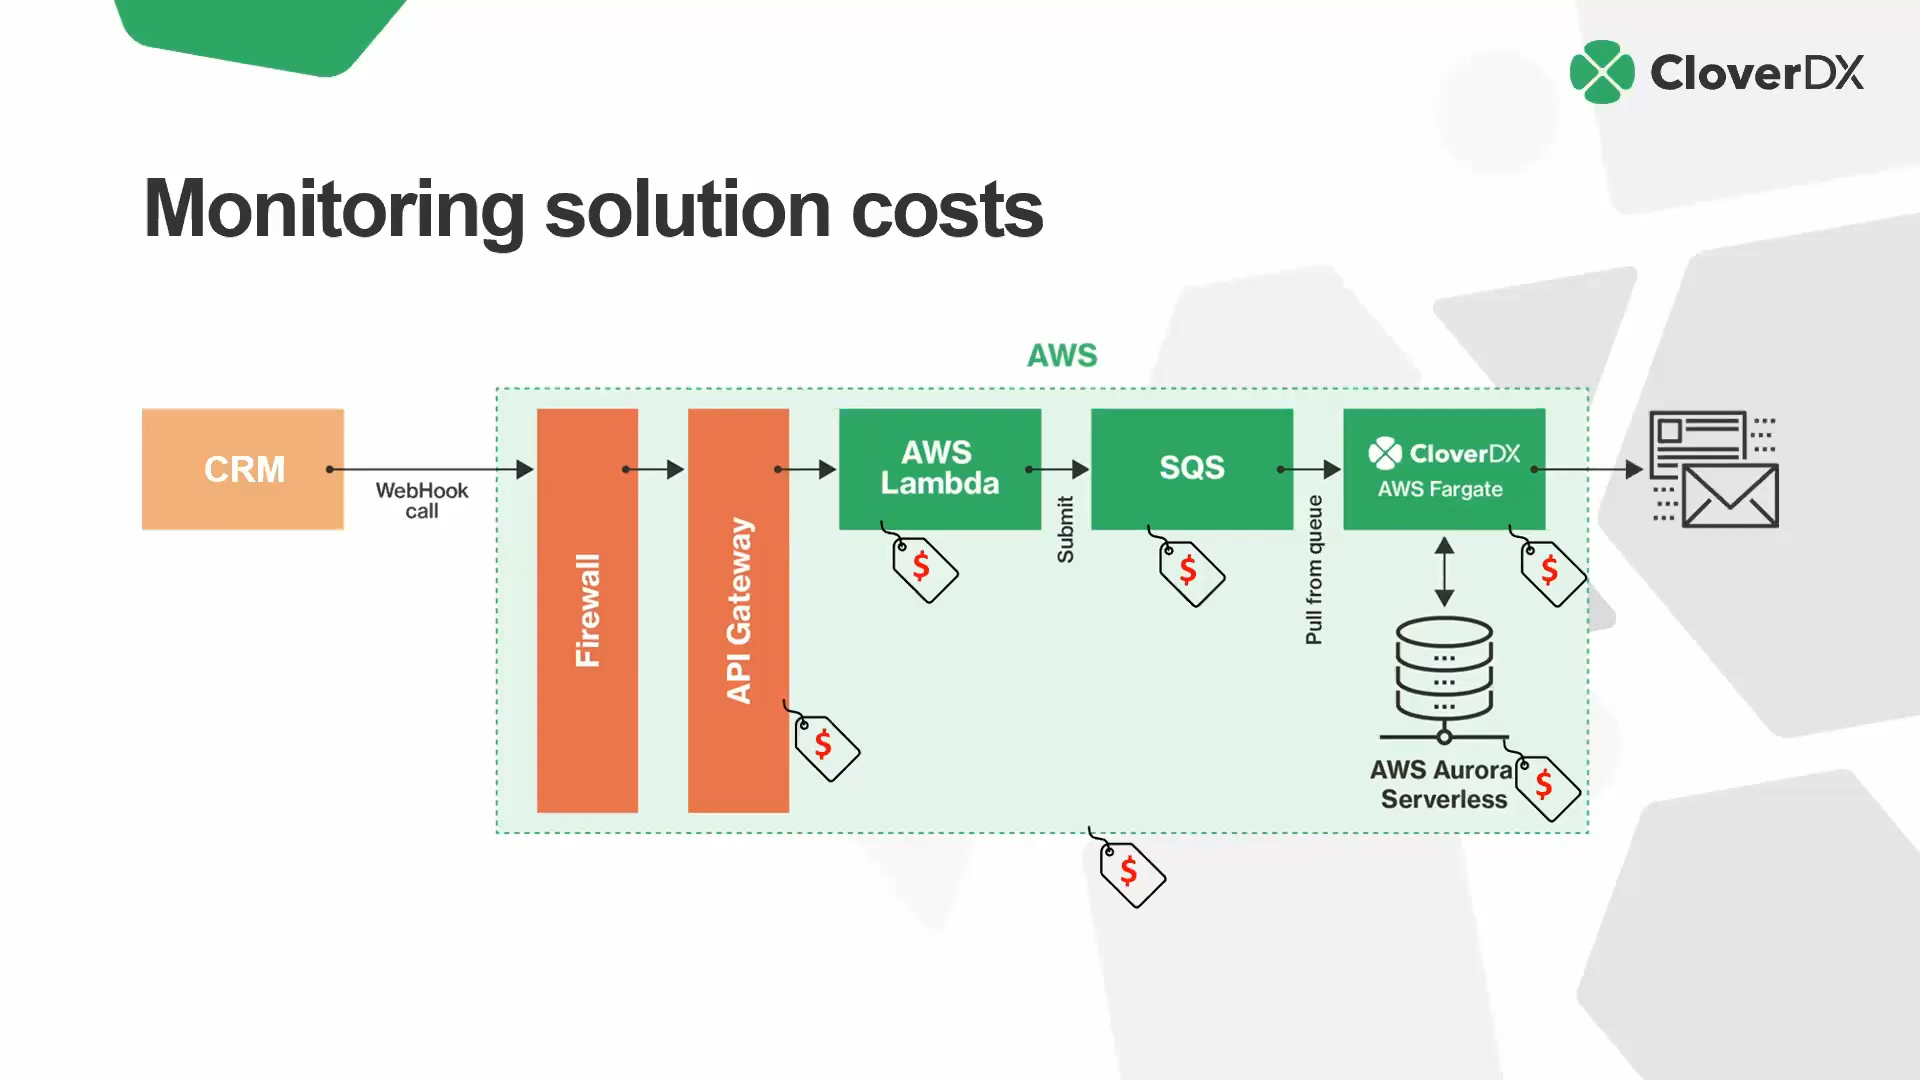 CloverDX
Monitoring solution costs
AWS
CRM
WebHook
call
Firewall
API Gateway
$
AWS
Lambda
$
Submit
SQS
$
Pull from queue
CloverDX
AWS Fargate
$
AWS Aurora
Serverless
$
$